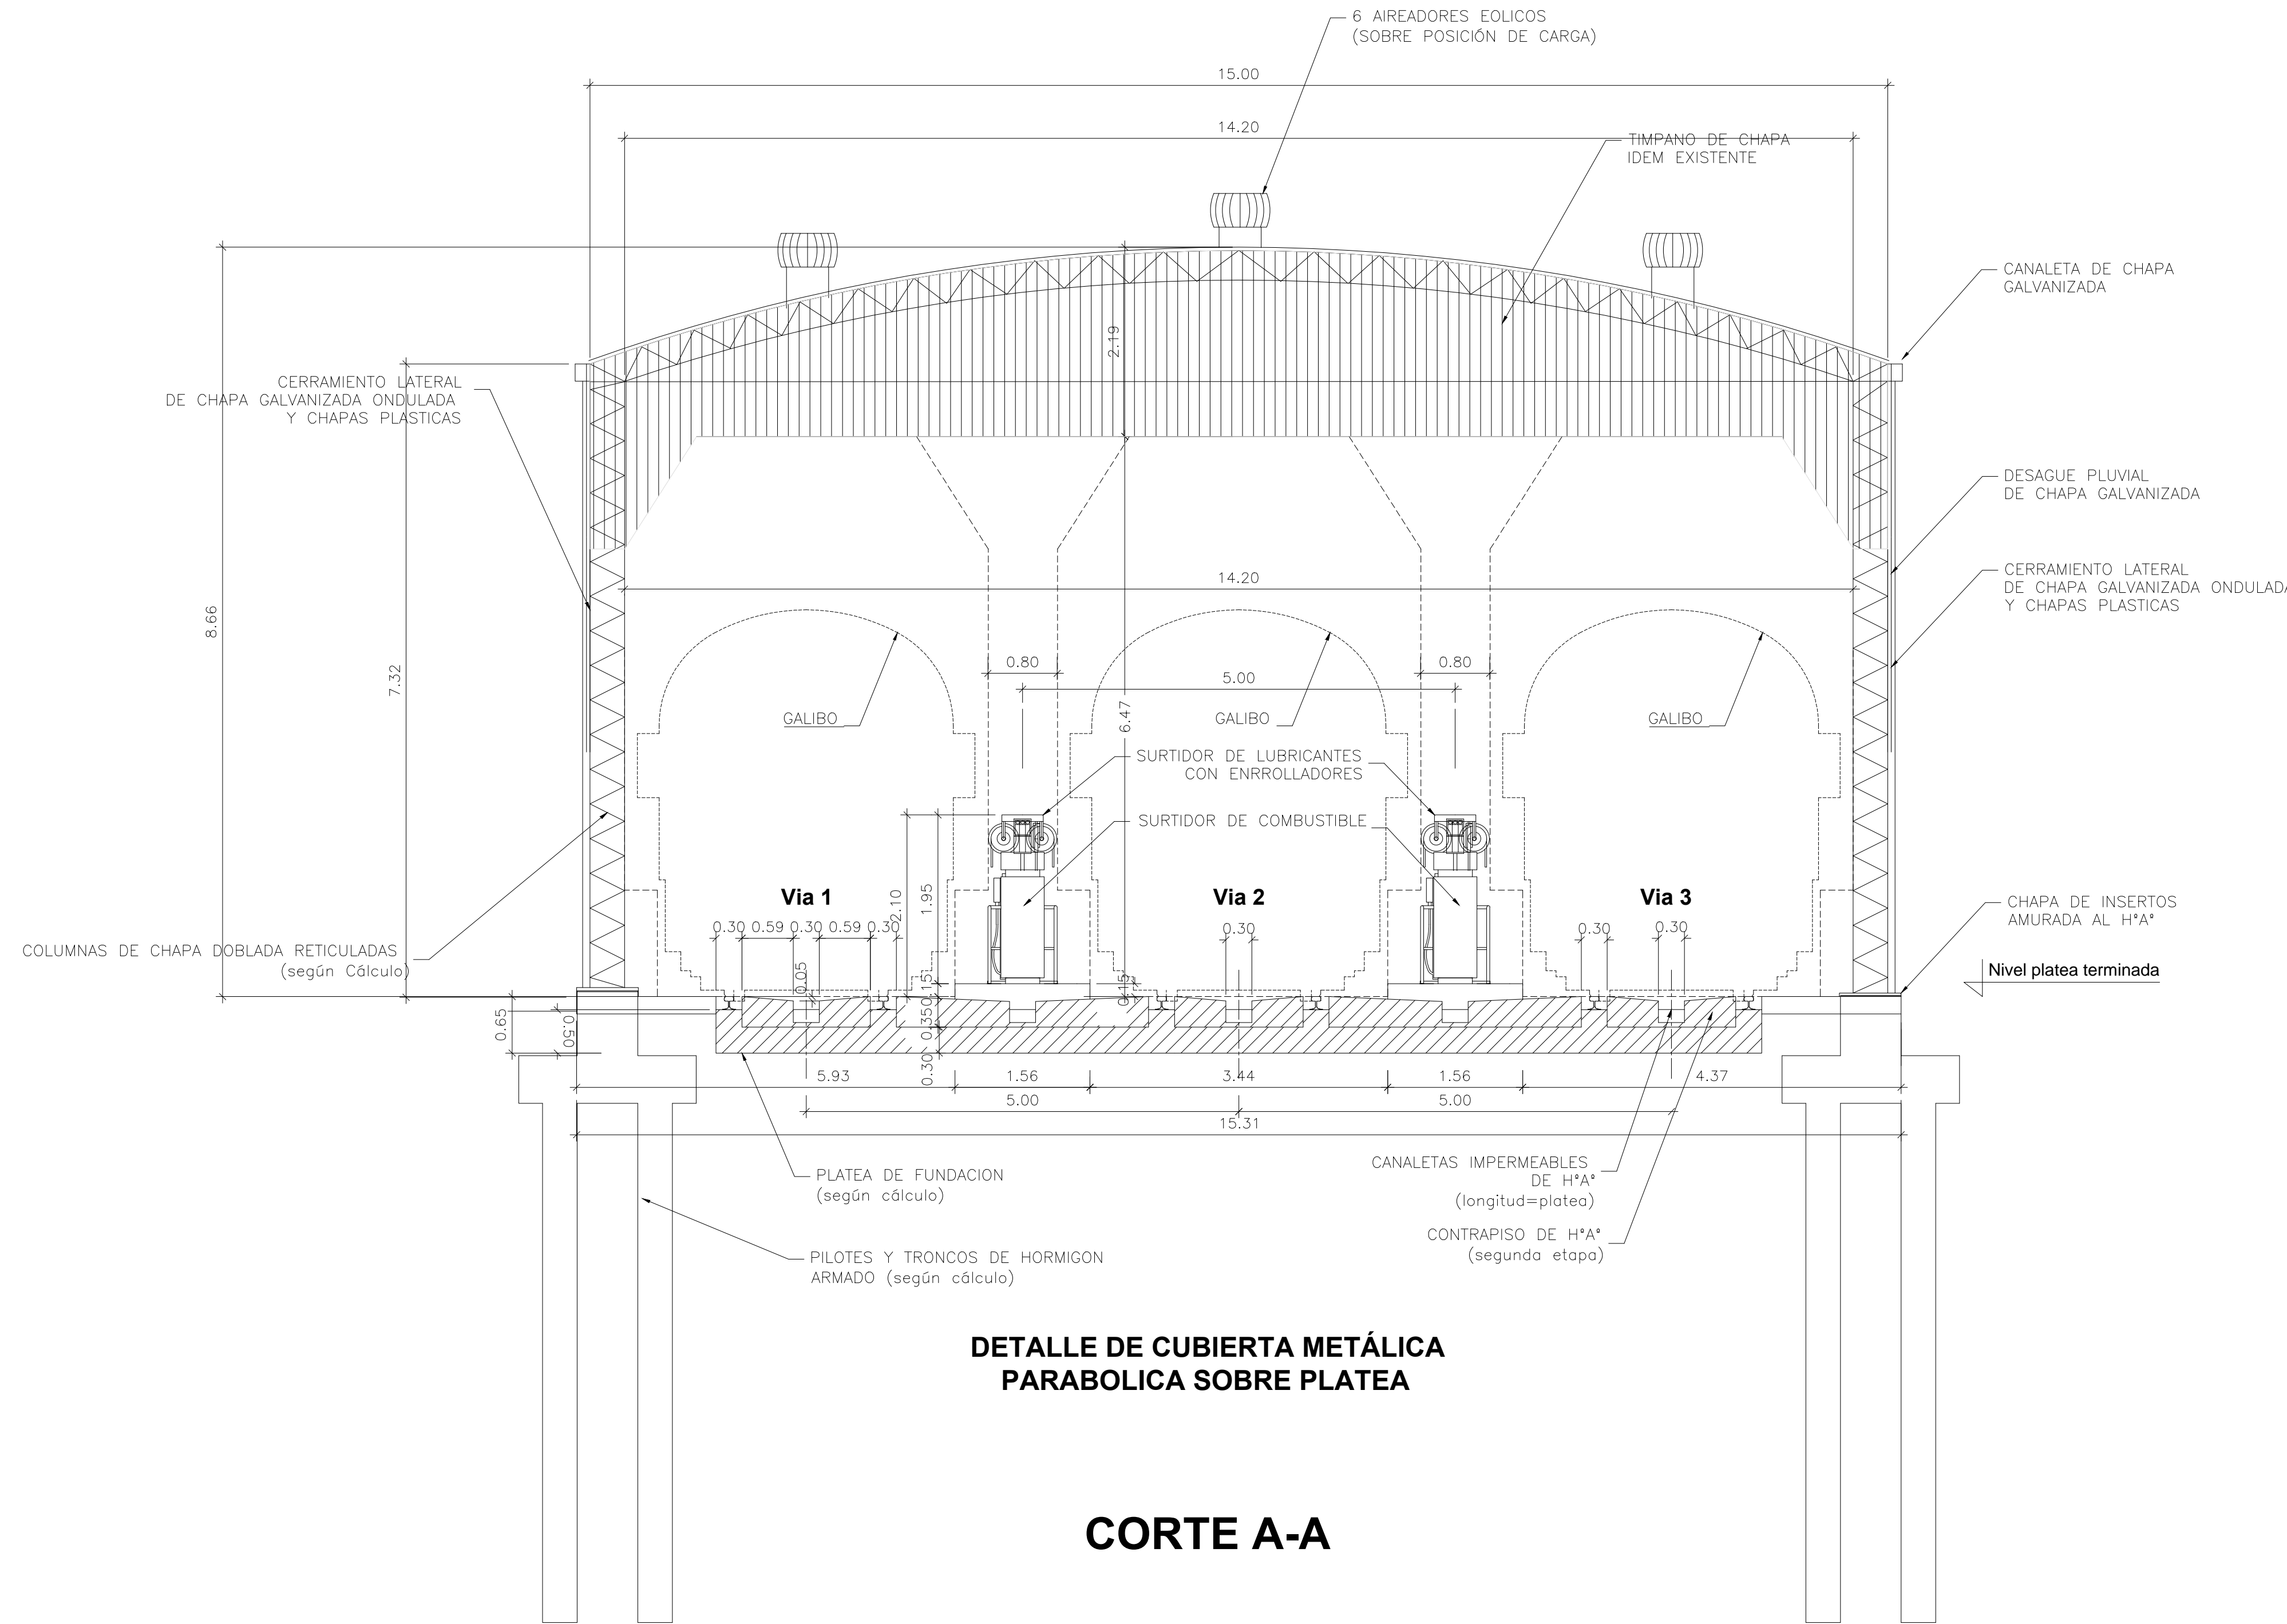 6 AIREADORES EOLICOS
(SOBRE POSICIÓN DE CARGA)
15.00
14.20
TIMPANO DE CHAPA
IDEM EXISTENTE
CANALETA DE CHAPA
GALVANIZADA
2.19
CERRAMIENTO LATERAL
DE CHAPA GALVANIZADA ONDULADA
Y CHAPAS PLASTICAS
DESAGUE PLUVIAL
DE CHAPA GALVANIZADA
14.20
CERRAMIENTO LATERAL
DE CHAPA GALVANIZADA ONDULADA
Y CHAPAS PLASTICAS
8.66
7.32
0.80
0.80
5.00
6.47
GALIBO
GALIBO
GALIBO
SURTIDOR DE LUBRICANTES
CON ENRROLLADORES
SURTIDOR DE COMBUSTIBLE
Via 1
Via 2
Via 3
2.10
1.95
0.30 0.59 0.30 0.59 0.30
0.30
0.30
0.30
CHAPA DE INSERTOS
AMURADA AL HºAº
COLUMNAS DE CHAPA DOBLADA RETICULADAS
(según Cálculo)
Nivel platea terminada
0.05
0.15
0.15
0.65
0.50
0.35
0.30
5.93
1.56
3.44
1.56
4.37
5.00
5.00
15.31
PLATEA DE FUNDACION
(según cálculo)
CANALETAS IMPERMEABLES
DE HºAº
(longitud=platea)
CONTRAPISO DE HºAº
(segunda etapa)
PILOTES Y TRONCOS DE HORMIGON
ARMADO (según cálculo)
DETALLE DE CUBIERTA METÁLICA
PARABOLICA SOBRE PLATEA
CORTE A-A